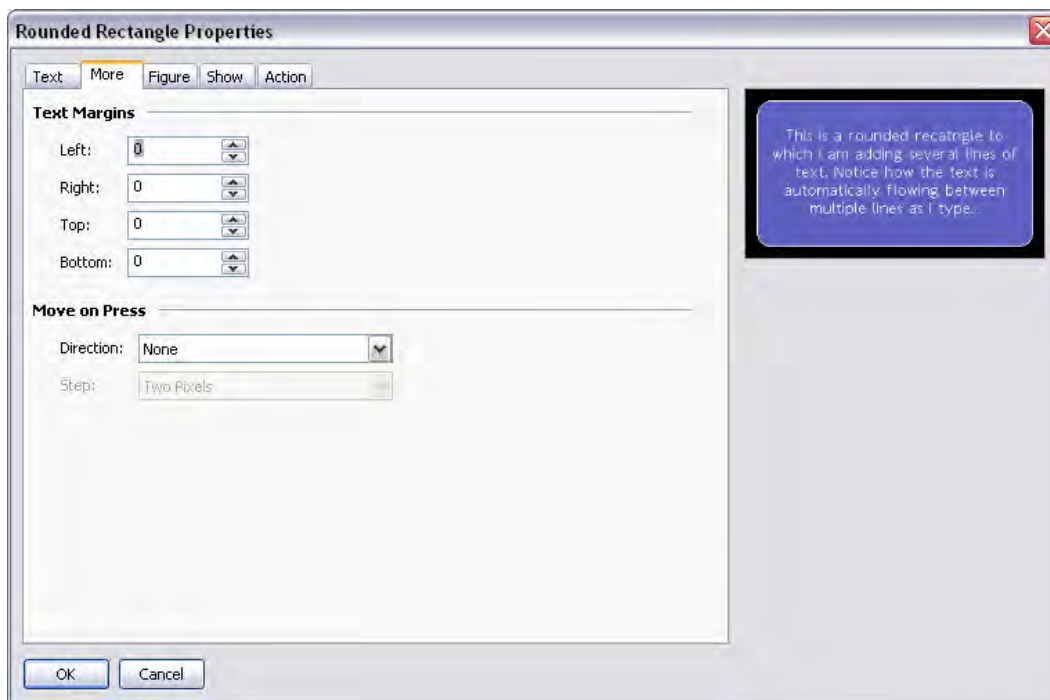 Rounded Rectangle Properties
Text More Figure Show Action
Text Margins
Left: 0
Right: 0
Top: 0
Bottom: 0
Move on Press
Direction: None
Step: Two Pixels
OK Cancel
This is a rounded recatngle to
which I am adding several lines of
text. Notice how the text is
automatically flowing between
multiple lines as I type...